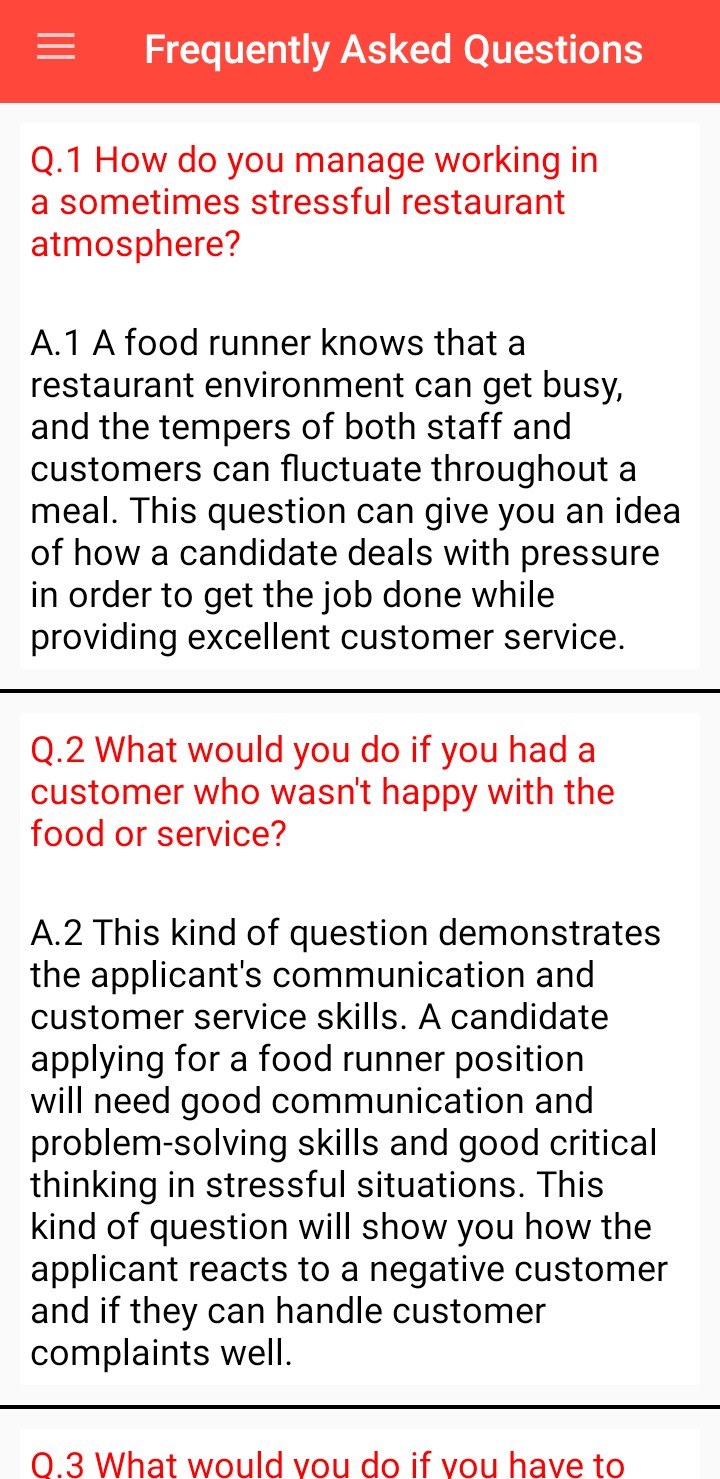 Frequently Asked Questions
Q.1 How do you manage working in
a sometimes stressful restaurant
atmosphere?
A.1 A food runner knows that a
restaurant environment can get busy,
and the tempers of both staff and
customers can fluctuate throughout a
meal. This question can give you an idea
of how a candidate deals with pressure
in order to get the job done while
providing excellent customer service.
Q.2 What would you do if you had a
customer who wasn't happy with the
food or service?
A.2 This kind of question demonstrates
the applicant's communication and
customer service skills. A candidate
applying for a food runner position
will need good communication and
problem-solving skills and good critical
thinking in stressful situations. This
kind of question will show you how the
applicant reacts to a negative customer
and if they can handle customer
complaints well.
Q.3 What would you do if you have to